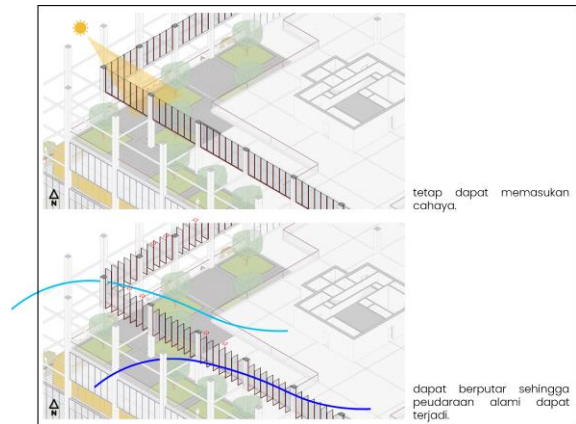 tetap dapat memasukan
cahaya.
N
dapat berputar sehingga
peudaraan alami dapat
terjadi.
N